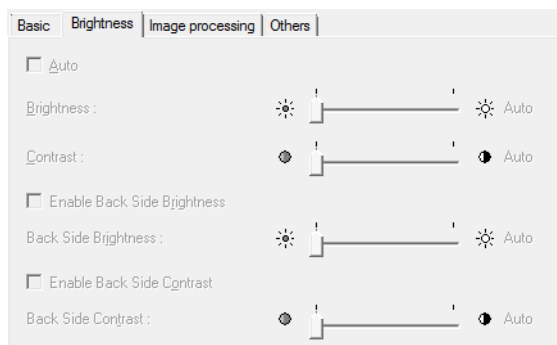 Basic Brightness Image processing Others
Auto
Brightness : Auto
Contrast : Auto
Enable Back Side Brightness
Back Side Brightness : Auto
Enable Back Side Contrast
Back Side Contrast : Auto